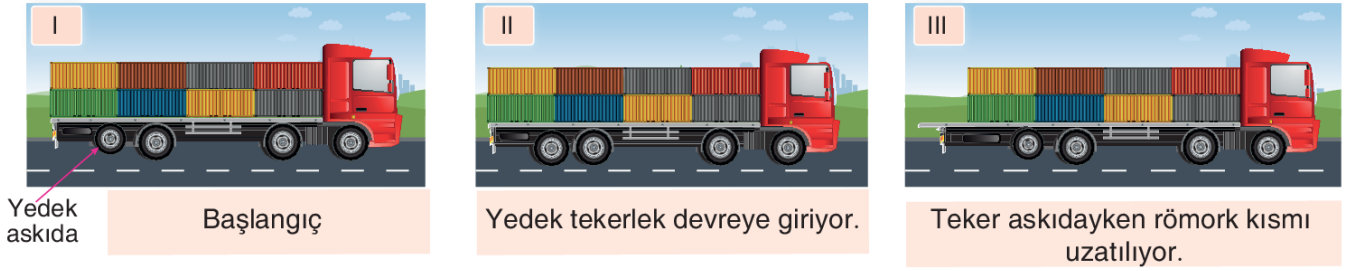 I
II
III
Yedek
askıda
Başlangıç
Yedek tekerlek devreye giriyor.
Teker askıdayken römork kısmı
uzatılıyor.